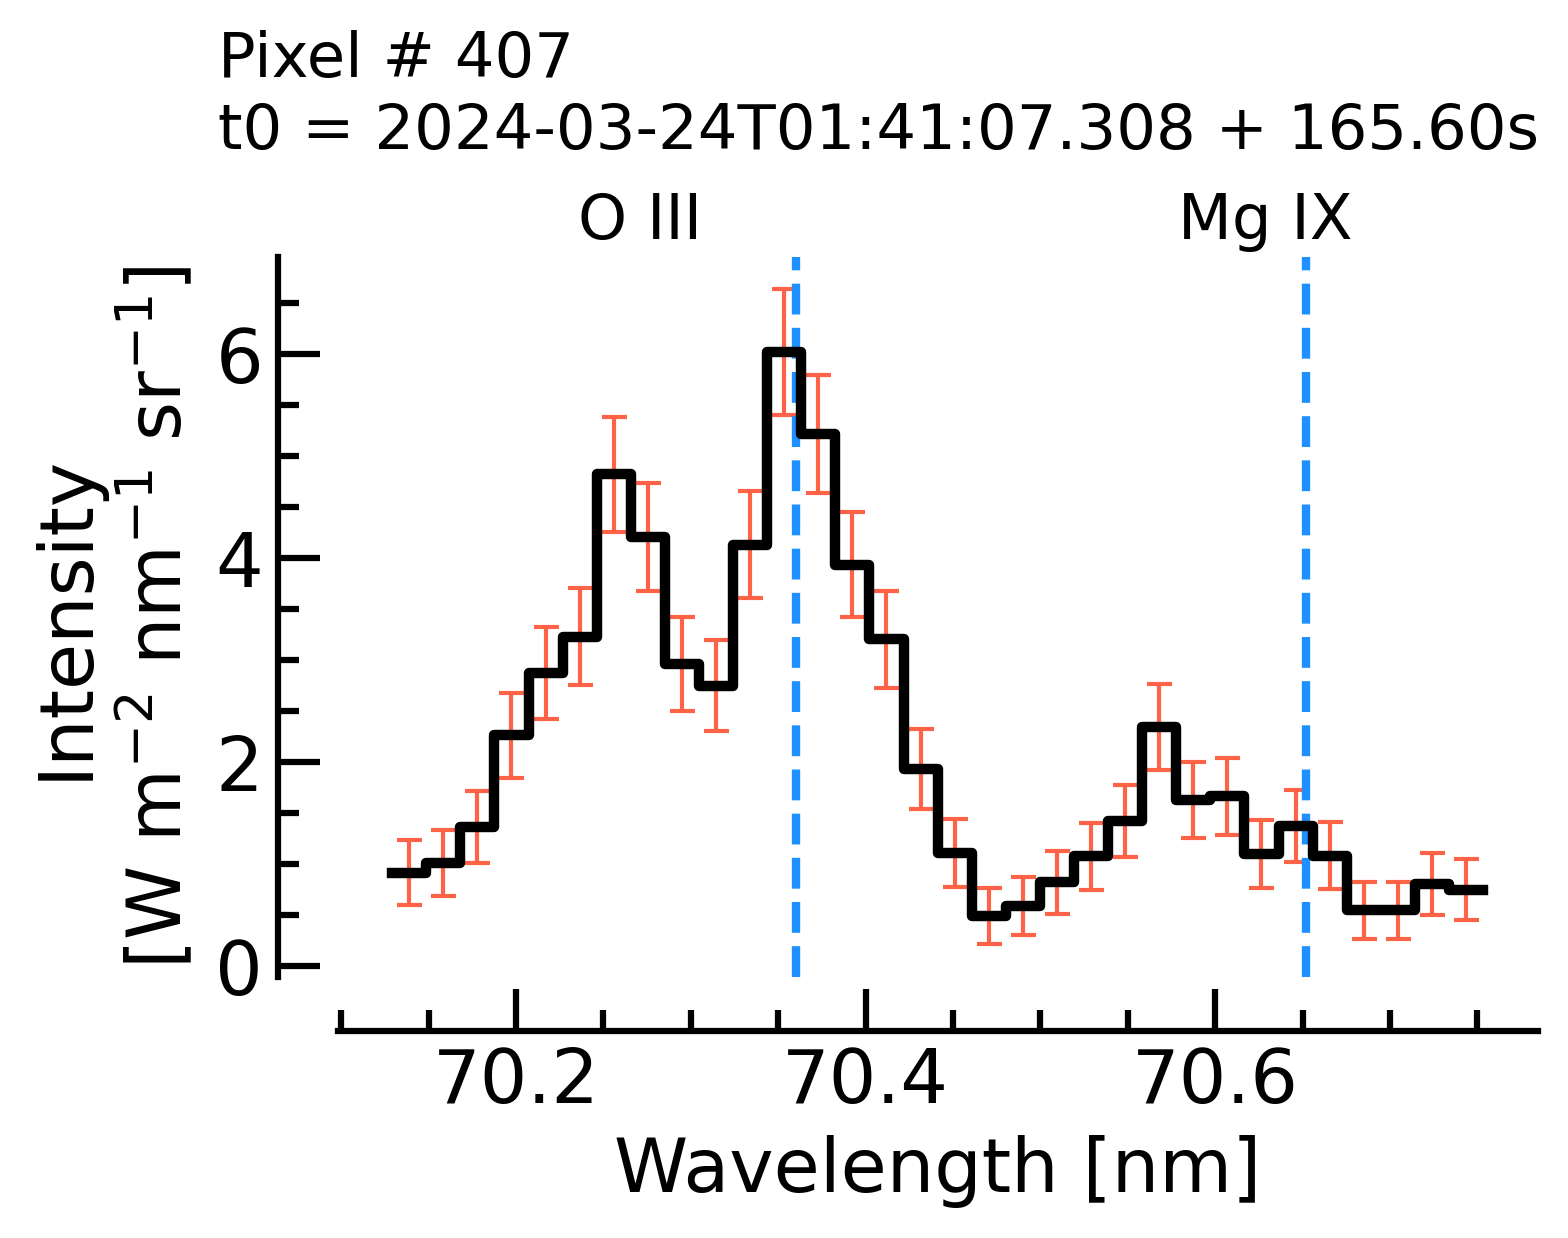 Pixel # 407
t0 = 2024-03-24T01:41:07.308 + 165.60s
O III Mg IX
Intensity
[W m⁻² nm⁻¹ sr⁻¹]
6
4
2
0
70.2 70.4 70.6
Wavelength [nm]